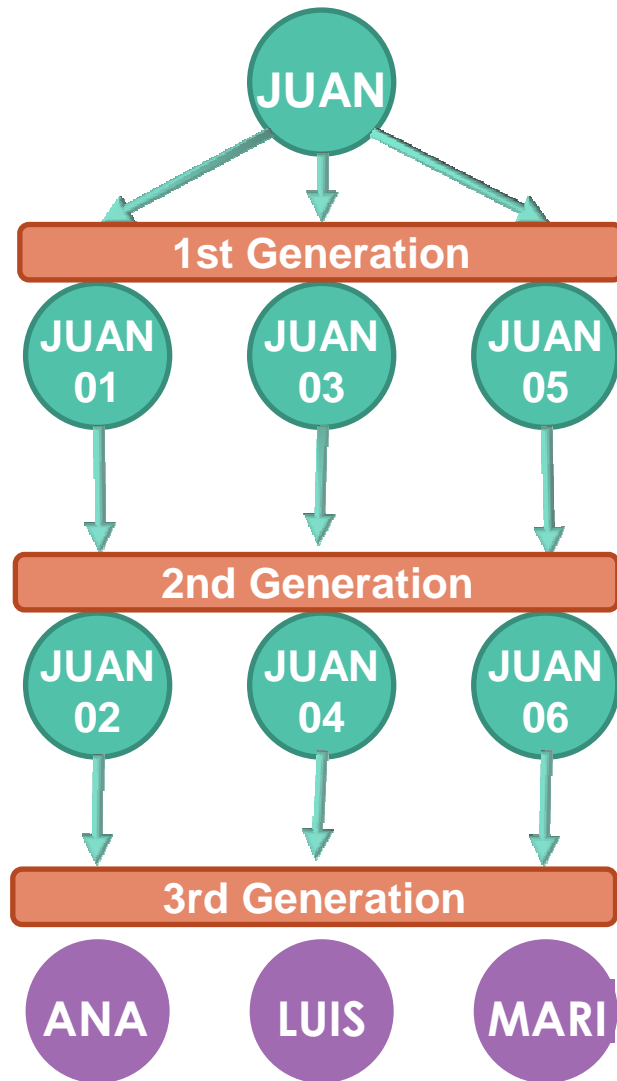 JUAN
1st Generation
JUAN
01
JUAN
03
JUAN
05
2nd Generation
JUAN
02
JUAN
04
JUAN
06
3rd Generation
ANA
LUIS
MARI